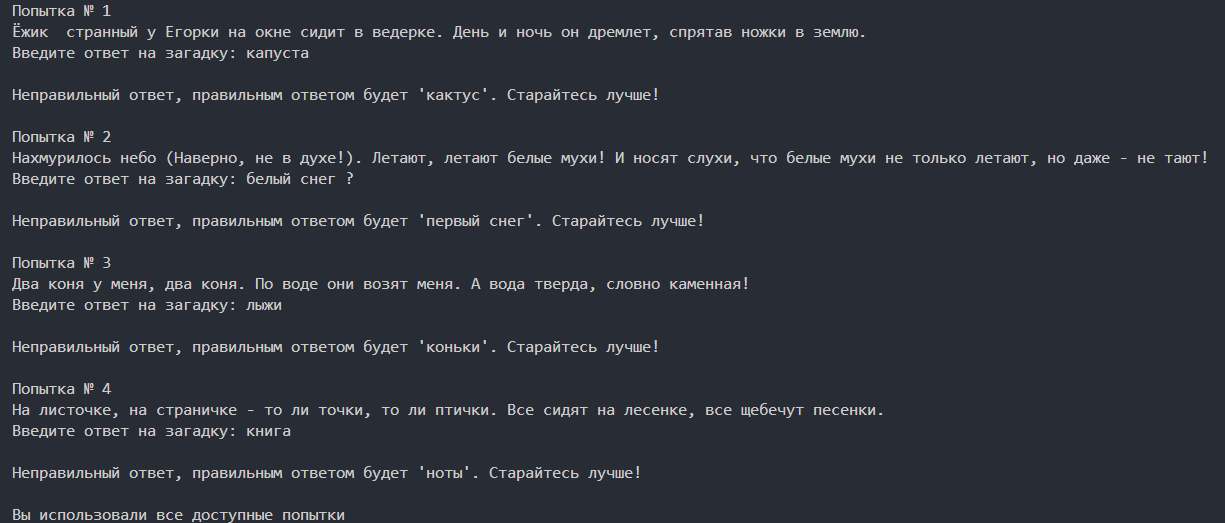 Попытка № 1
Ёжик  странный у Егорки на окне сидит в ведерке. День и ночь он дремлет, спрятав ножки в землю.
Введите ответ на загадку: капуста
Неправильный ответ, правильным ответом будет 'кактус'. Старайтесь лучше!
Попытка № 2
Нахмурилось небо (Наверно, не в духе!). Летают, летают белые мухи! И носят слухи, что белые мухи не только летают, но даже - не тают!
Введите ответ на загадку: белый снег ?
Неправильный ответ, правильным ответом будет 'первый снег'. Старайтесь лучше!
Попытка № 3
Два коня у меня, два коня. По воде они возят меня. А вода тверда, словно каменная!
Введите ответ на загадку: лыжи
Неправильный ответ, правильным ответом будет 'коньки'. Старайтесь лучше!
Попытка № 4
На листочке, на страничке - то ли точки, то ли птички. Все сидят на лесенке, все щебечут песенки.
Введите ответ на загадку: книга
Неправильный ответ, правильным ответом будет 'ноты'. Старайтесь лучше!
Вы использовали все доступные попытки